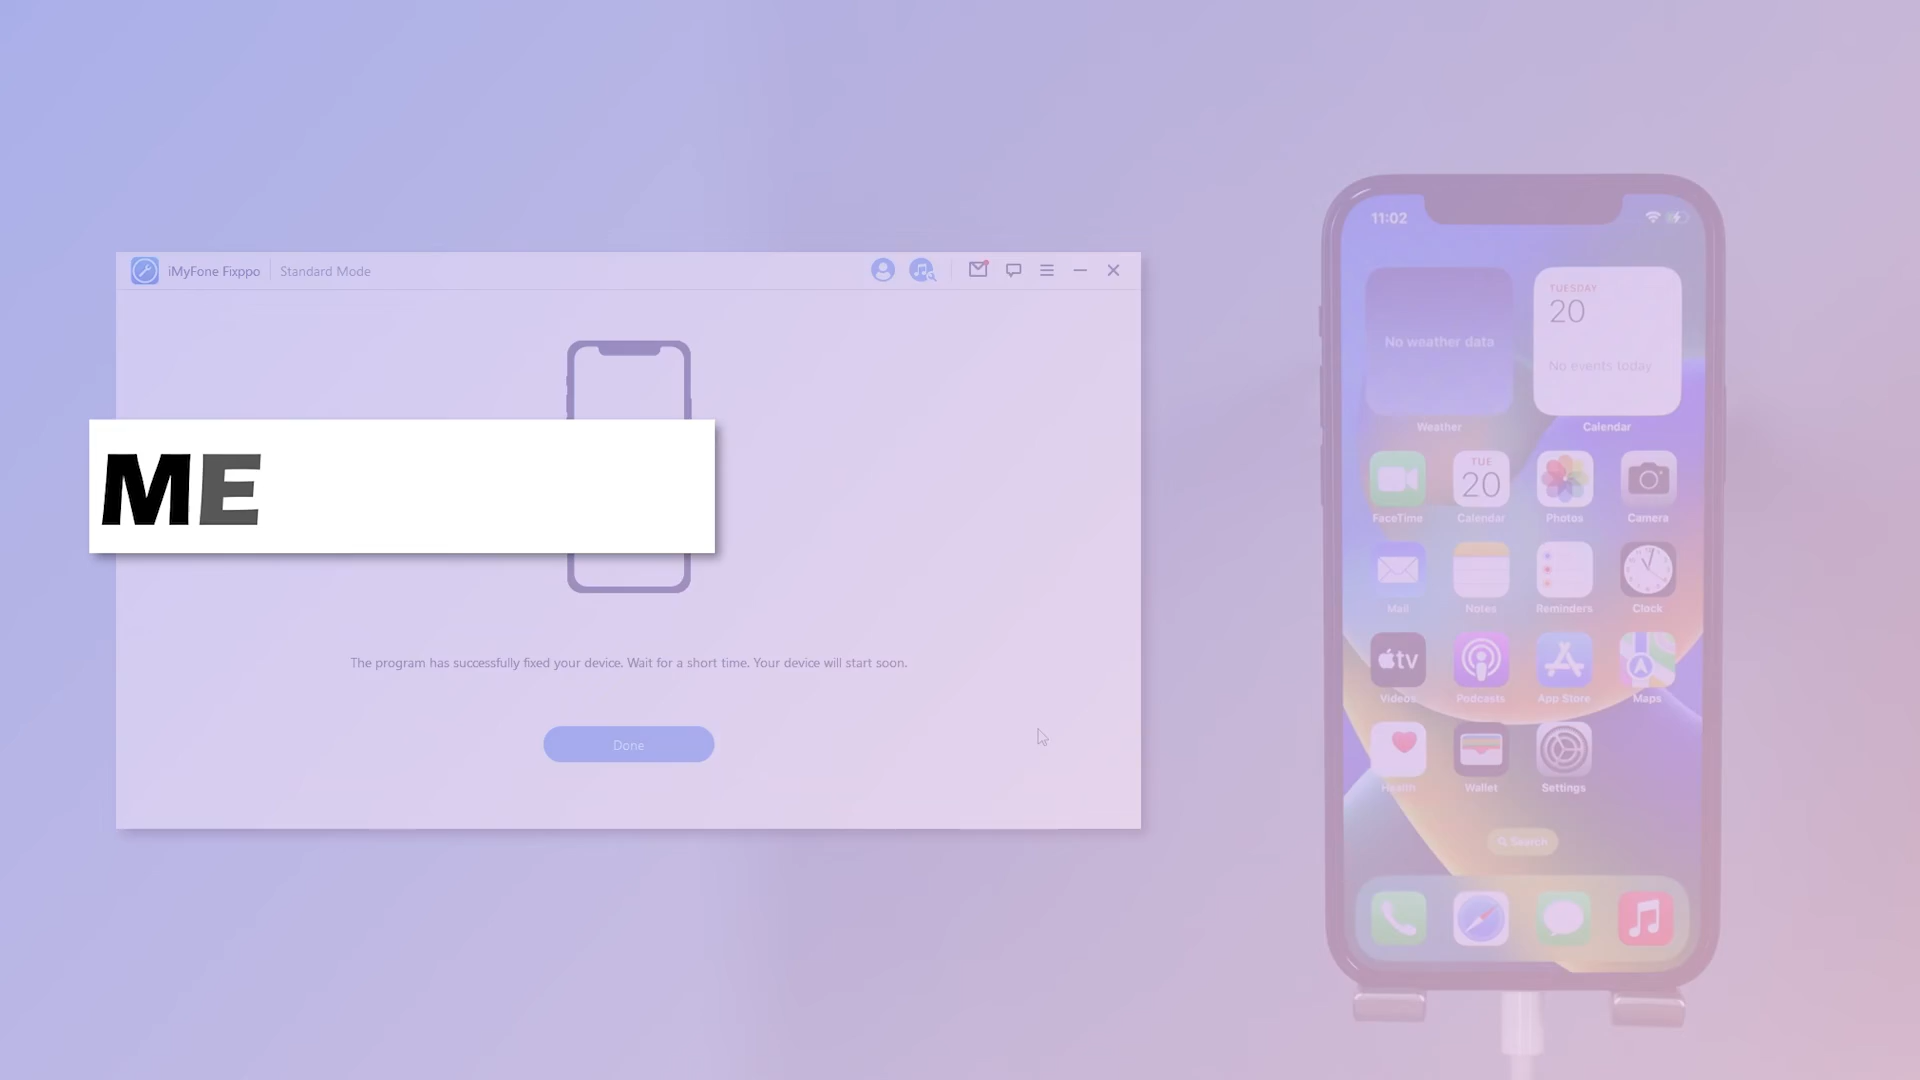 iMyFone Fixppo
Standard Mode
ME
The program has successfully fixed your device. Wait for a short time. Your device will start soon.
Done
11:02
No weather data
Weather
TUESDAY
20
No events today
Calendar
FaceTime
TUE
20
Calendar
Photos
Camera
Mail
Notes
Reminders
Clock
tv
Videos
Podcasts
App Store
Maps
Health
Wallet
Settings
Search